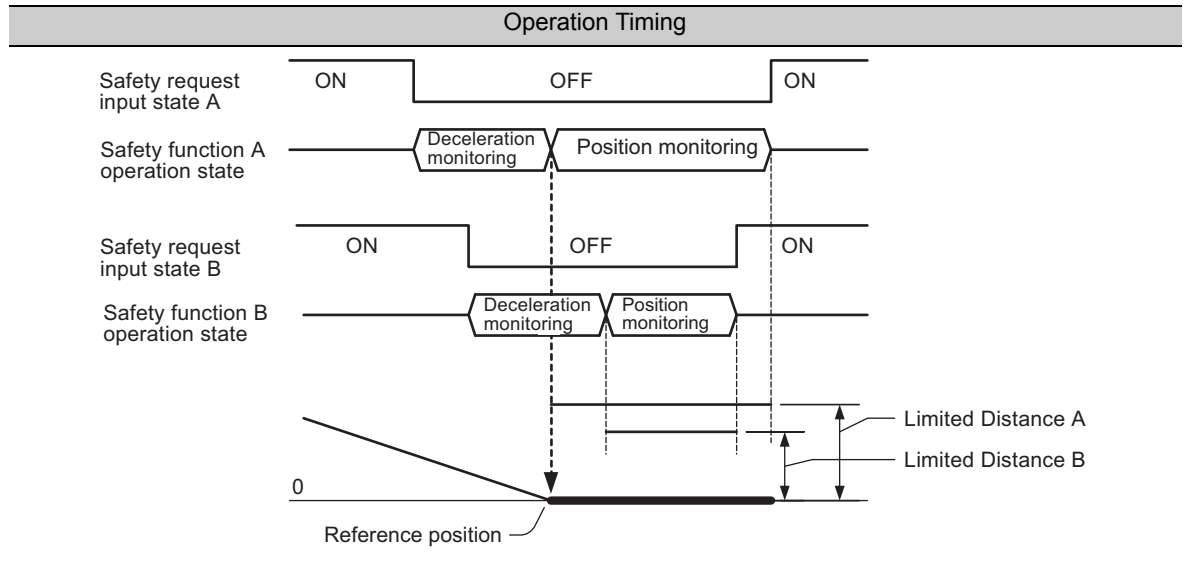 Operation Timing
Safety request
input state A
ON
OFF
ON
Safety function A
operation state
Deceleration
monitoring
Position monitoring
Safety request
input state B
ON
OFF
ON
Safety function B
operation state
Deceleration
monitoring
Position
monitoring
Limited Distance A
Limited Distance B
0
Reference position